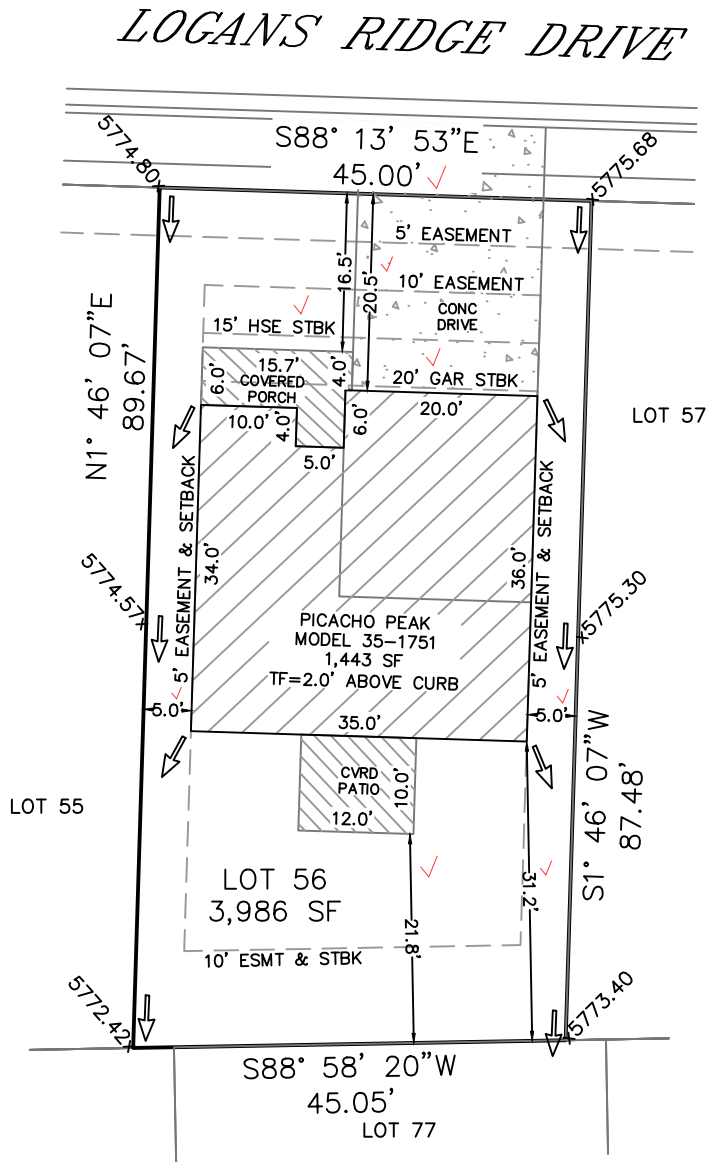 LOGANS RIDGE DRIVE
5774.80
S88° 13' 53"E
45.00'
5775.68
5' EASEMENT
16.5'
20.5'
10' EASEMENT
CONC
DRIVE
15' HSE STBK
N1° 46' 07"E
89.67'
6.0'
15.7'
COVERED
PORCH
4.0'
20' GAR STBK
10.0'
4.0'
6.0'
20.0'
5.0'
LOT 57
5' EASEMENT & SETBACK
34.0'
36.0'
5' EASEMENT & SETBACK
5774.57
5775.30
PICACHO PEAK
MODEL 35-1751
1,443 SF
TF=2.0' ABOVE CURB
5.0'
35.0'
5.0'
S1° 46' 07"W
87.48'
LOT 55
CVRD
PATIO
10.0'
12.0'
LOT 56
3,986 SF
21.8'
31.2'
10' ESMT & STBK
5772.42
5773.40
S88° 58' 20"W
45.05'
LOT 77